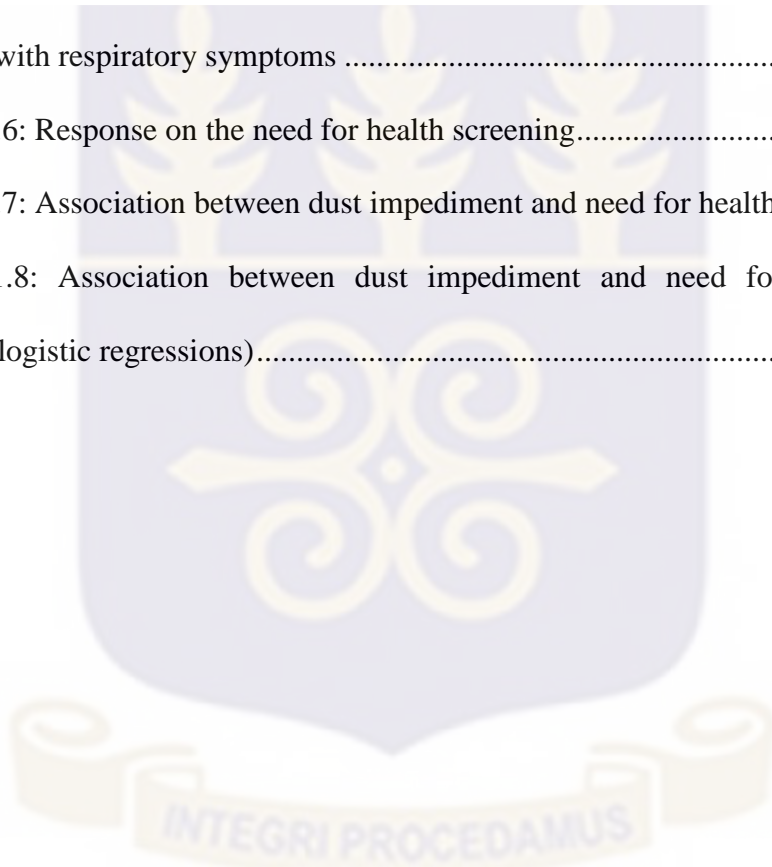 with respiratory symptoms ......................................................
6: Response on the need for health screening.........................
7: Association between dust impediment and need for health
.8: Association between dust impediment and need fo
logistic regressions).................................................................
INTEGRI PROCEDAMUS